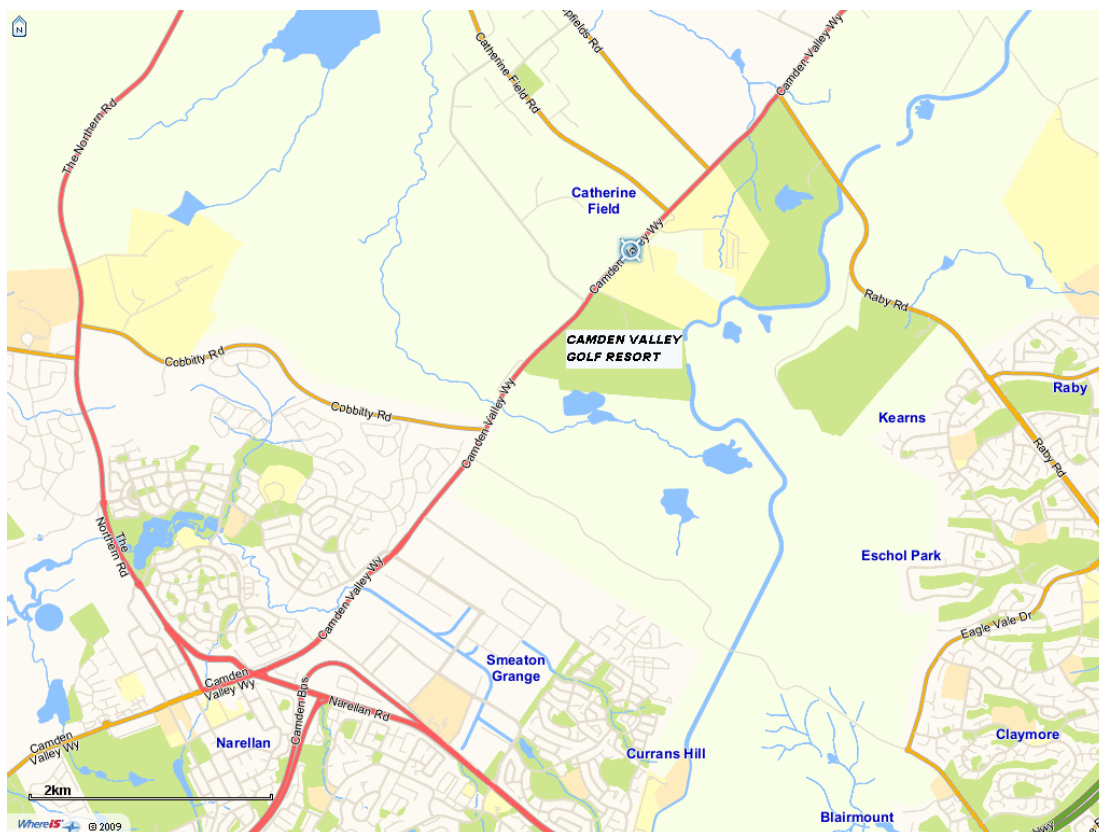 N
Camden Valley Wy
epfields Rd
Catherine Field Rd
The Northern Rd
Catherine
Field
Camden Valley Wy
Raby Rd
CAMDEN VALLEY
GOLF RESORT
Cobbitty Rd
Cobbitty Rd
Camden Valley Wy
Raby
Kearns
Raby Rd
The
Northern Rd
Eschol Park
Camden Valley Wy
Eagle Vale Dr
Smeaton
Grange
Camden
Valley Wy
Camden Bps
Narellan Rd
Narellan
Camden
Valley Wy
Currans Hill
Claymore
2km
Blairmount
Hwy
WhereiS
© 2009